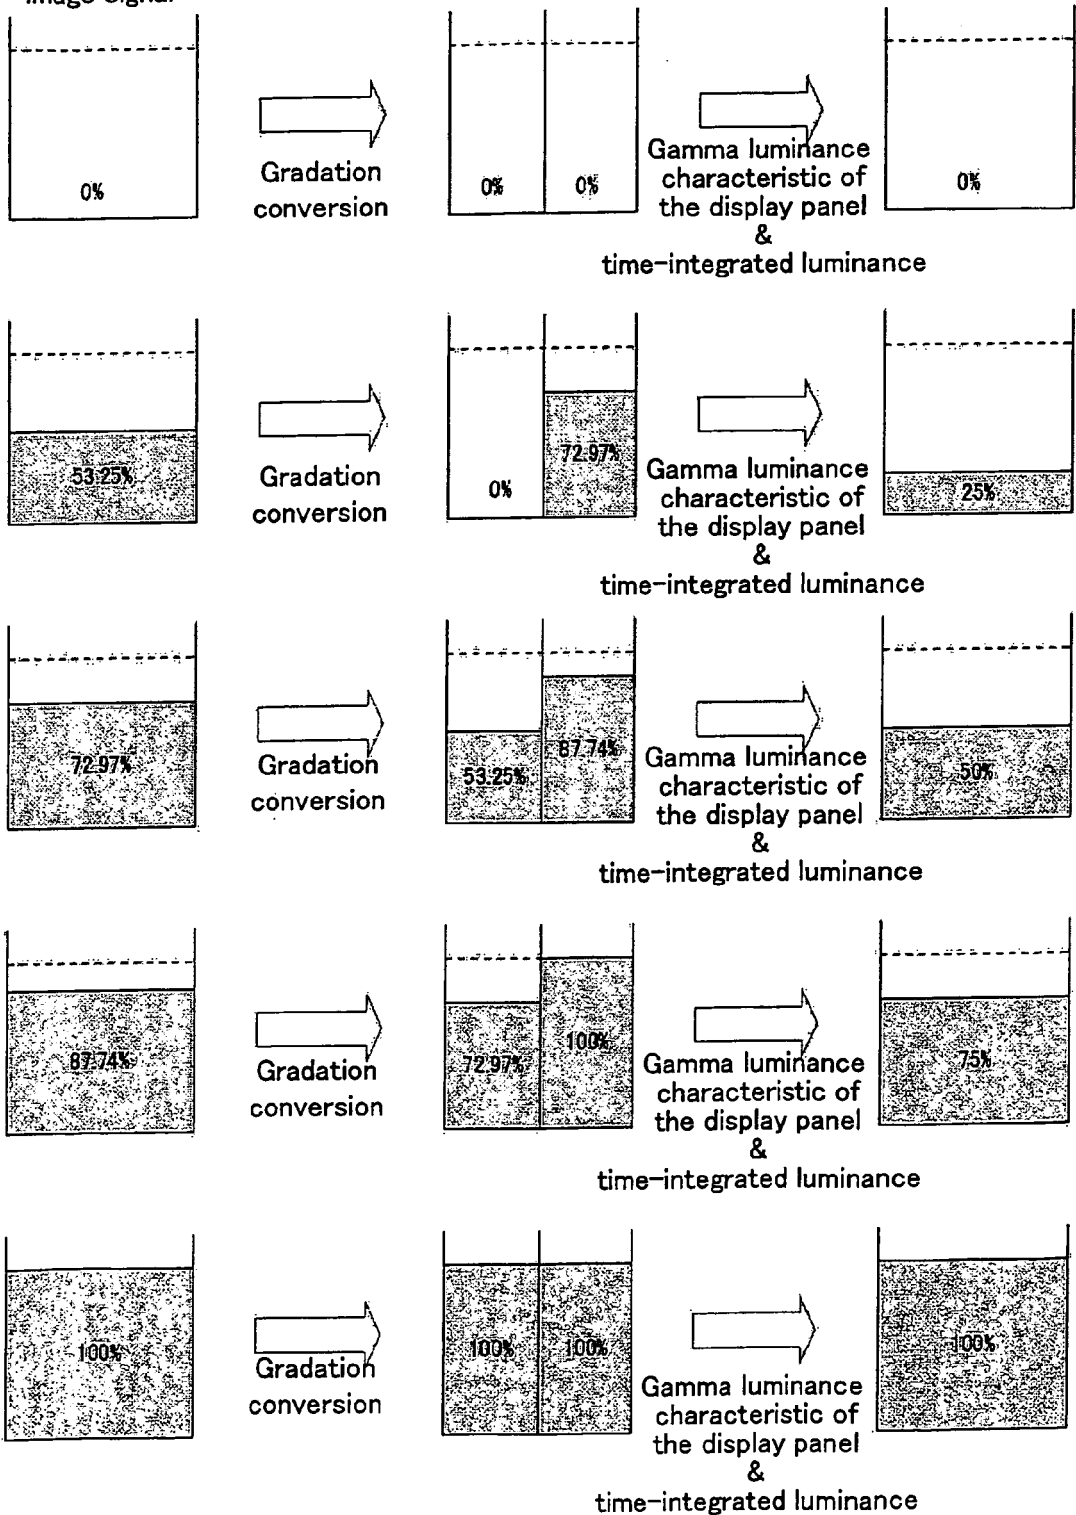 Image Signal
0%
Gradation
conversion
0%
0%
Gamma luminance
characteristic of
the display panel
&
time-integrated luminance
0%
53.25%
Gradation
conversion
0%
72.97%
Gamma luminance
characteristic of
the display panel
&
time-integrated luminance
25%
72.97%
Gradation
conversion
53.25%
87.74%
Gamma luminance
characteristic of
the display panel
&
time-integrated luminance
50%
87.74%
Gradation
conversion
72.97%
100%
Gamma luminance
characteristic of
the display panel
&
time-integrated luminance
75%
100%
Gradation
conversion
100%
100%
Gamma luminance
characteristic of
the display panel
&
time-integrated luminance
100%